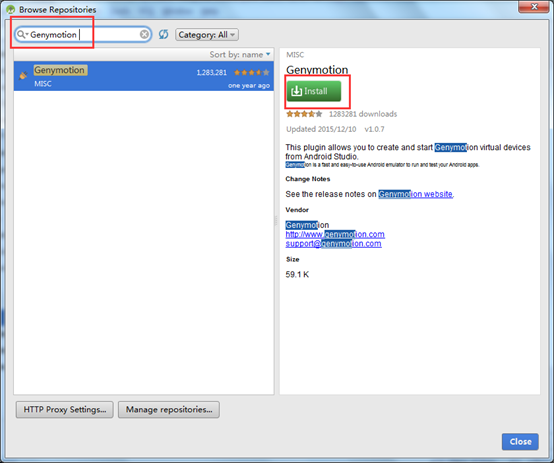 Browse Repositories
Genymotion
Category: All
Sort by: name
Genymotion
1,283,281
MISC
one year ago
MISC
Genymotion
Install
1283281 downloads
Updated 2015/12/10 v1.0.7
This plugin allows you to create and start Genymotion virtual devices
from Android Studio.
Genymotion is a fast and easy-to-use Android emulator to run and test your Android apps.
Change Notes
See the release notes on Genymotion website.
Vendor
Genymotion
http://www.genymotion.com
support@genymotion.com
Size
59.1 K
HTTP Proxy Settings...
Manage repositories...
Close